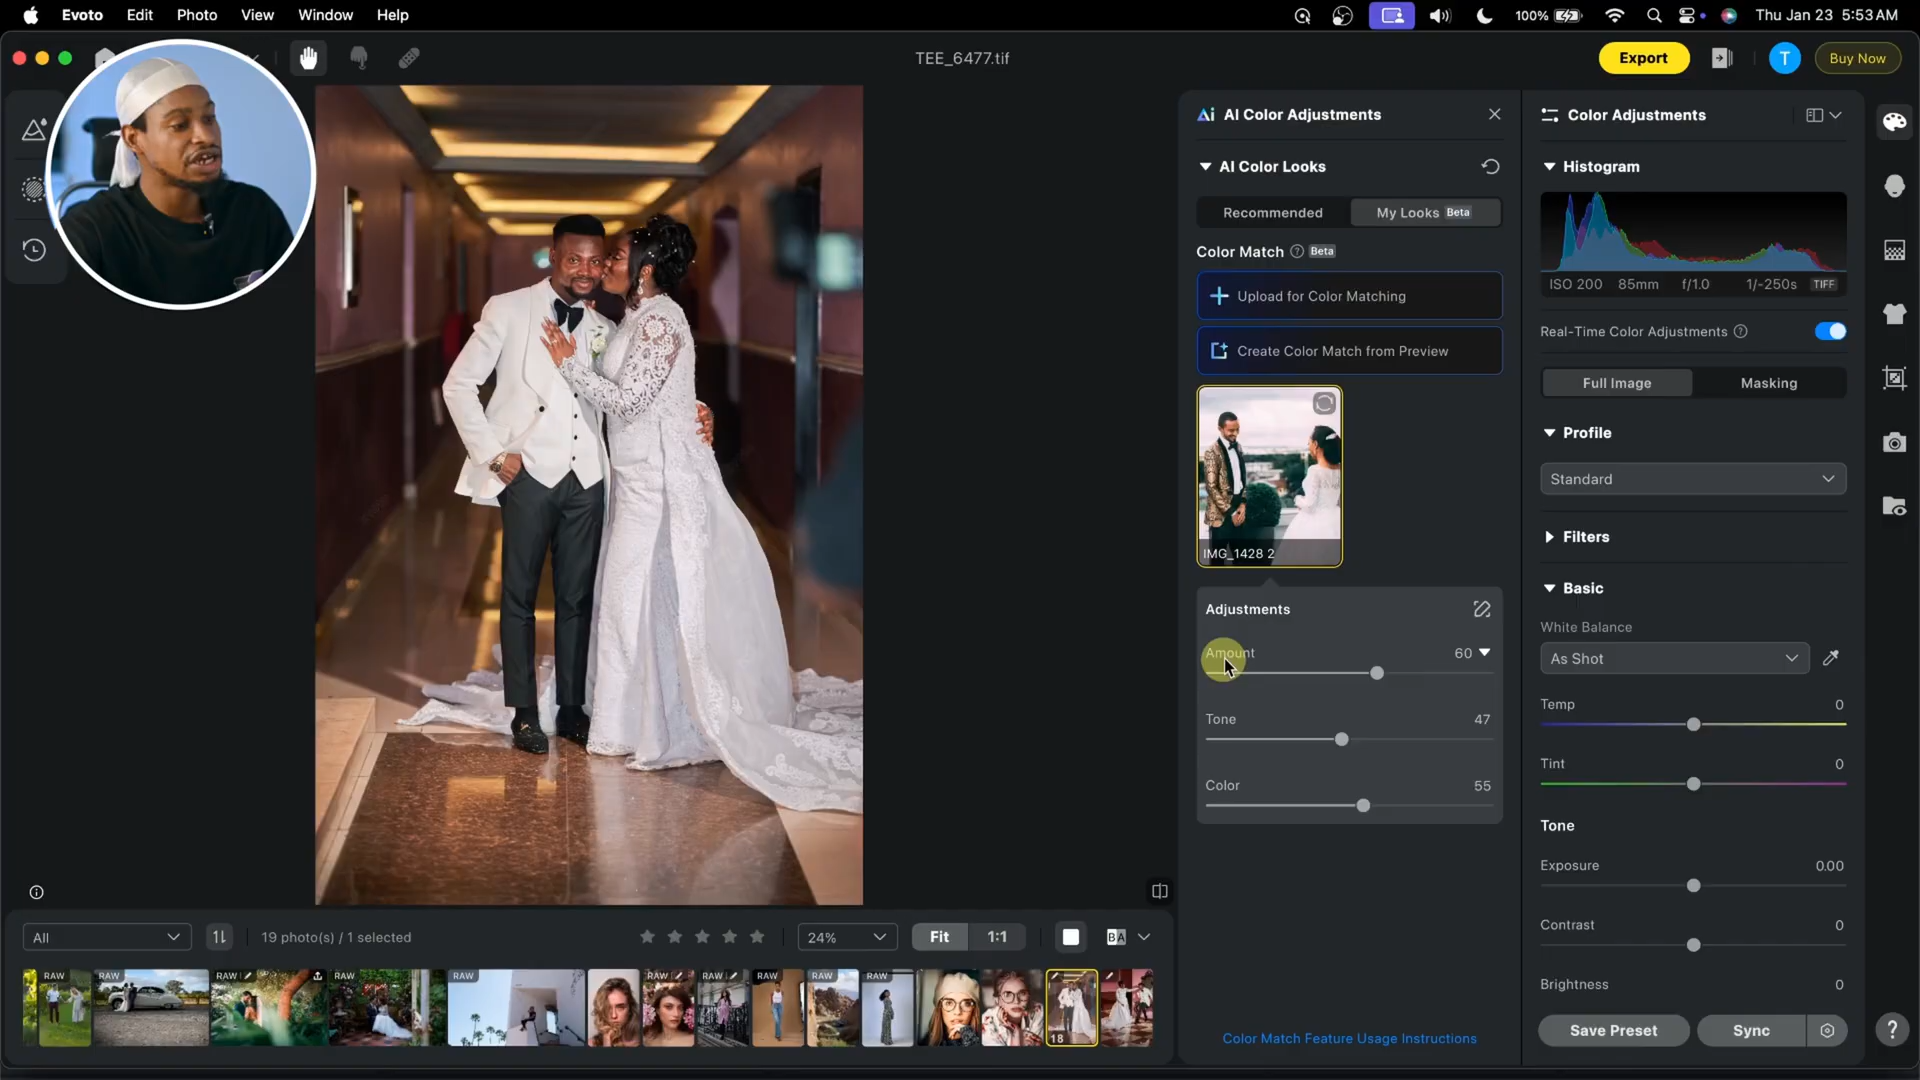 Evoto Edit Photo View Window Help
100% Thu Jan 23 5:53 AM
TEE_6477.tif
Export
T
Buy Now
Ai AI Color Adjustments
AI Color Looks
Recommended
My Looks Beta
Color Match ? Beta
Upload for Color Matching
Create Color Match from Preview
IMG_1428 2
Adjustments
Amount 60
Tone 47
Color 55
Color Match Feature Usage Instructions
Color Adjustments
Histogram
ISO 200 85mm f/1.0 1/-250s TIFF
Real-Time Color Adjustments ?
Full Image
Masking
Profile
Standard
Filters
Basic
White Balance
As Shot
Temp 0
Tint 0
Tone
Exposure 0.00
Contrast 0
Brightness 0
Save Preset
Sync
?
All
19 photo(s) / 1 selected
24%
Fit
1:1
BA
RAW RAW RAW RAW RAW RAW RAW RAW RAW RAW
18